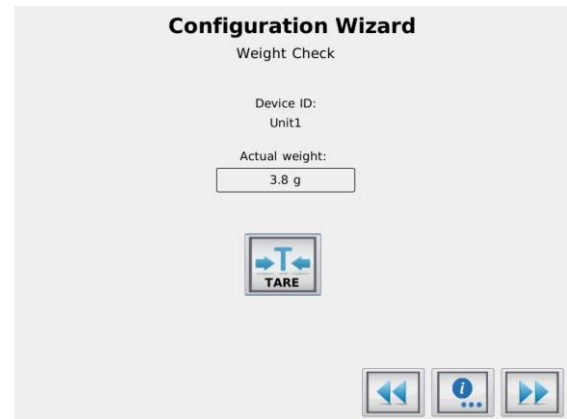 Configuration Wizard
Weight Check
Device ID:
Unit1
Actual weight:
3.8 g
T
TARE
i